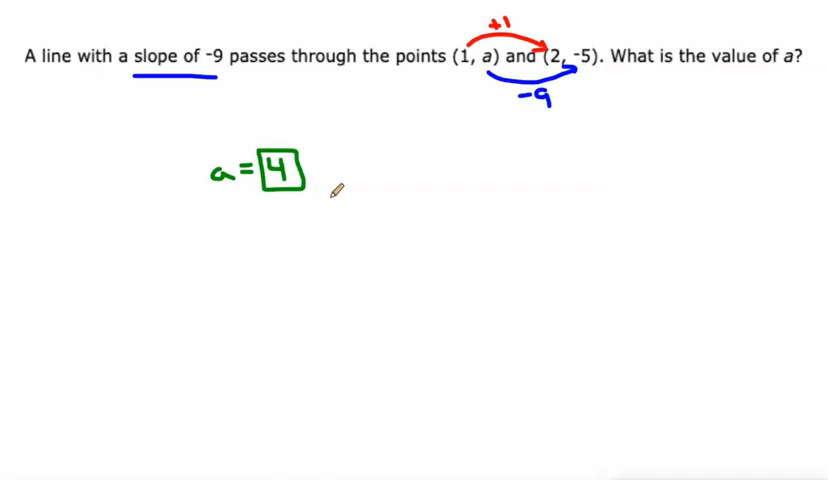 +1
A line with a slope of -9 passes through the points (1, a) and (2, -5). What is the value of a?
-9
a = 4